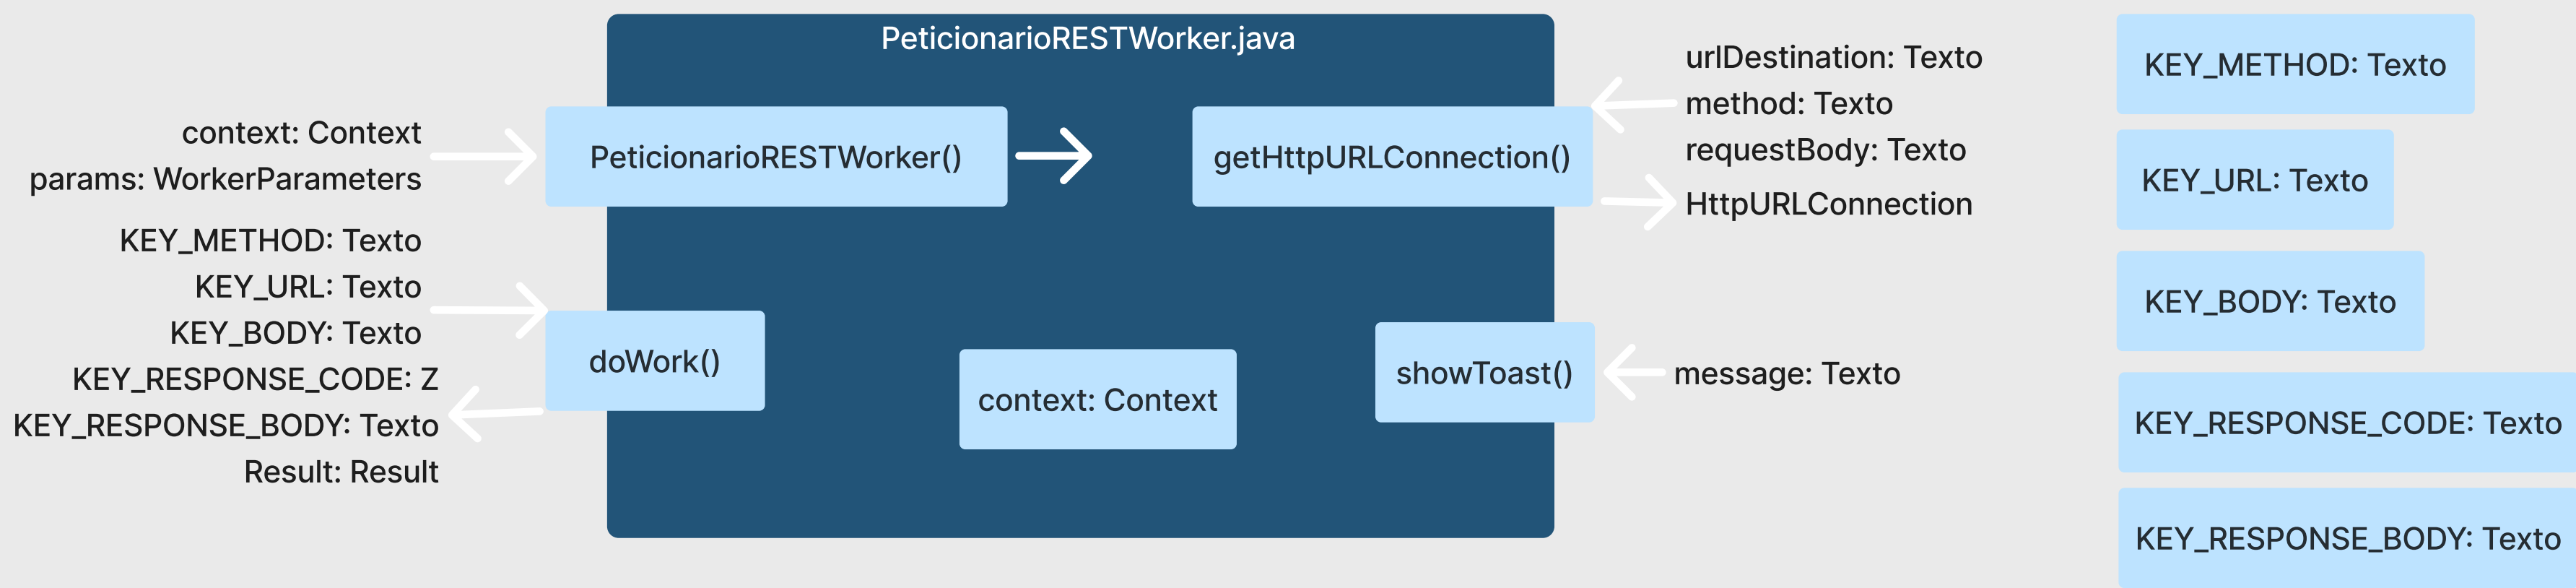 PeticionarioRESTWorker.java
context: Context
params: WorkerParameters
PeticionarioRESTWorker()
getHttpURLConnection()
urlDestination: Texto
method: Texto
requestBody: Texto
HttpURLConnection
KEY_METHOD: Texto
KEY_URL: Texto
KEY_BODY: Texto
KEY_RESPONSE_CODE: Z
KEY_RESPONSE_BODY: Texto
Result: Result
doWork()
context: Context
showToast()
message: Texto
KEY_METHOD: Texto
KEY_URL: Texto
KEY_BODY: Texto
KEY_RESPONSE_CODE: Texto
KEY_RESPONSE_BODY: Texto